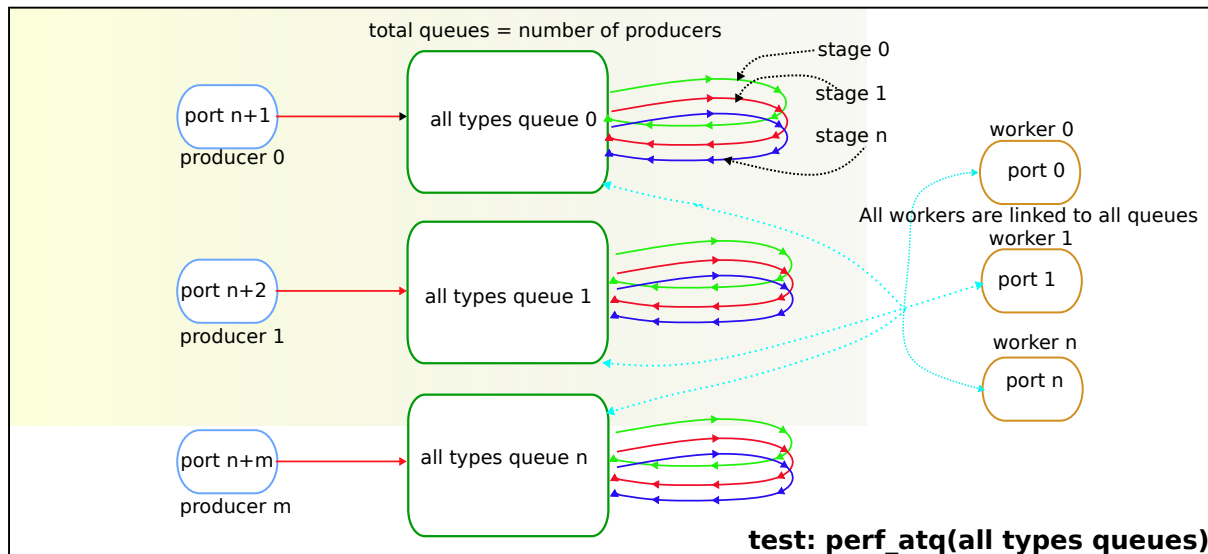 total queues = number of producers
stage 0
stage 1
stage n
port n+1
producer 0
all types queue 0
worker 0
port 0
All workers are linked to all queues
worker 1
port 1
port n+2
producer 1
all types queue 1
worker n
port n
port n+m
producer m
all types queue n
test: perf_atq(all types queues)